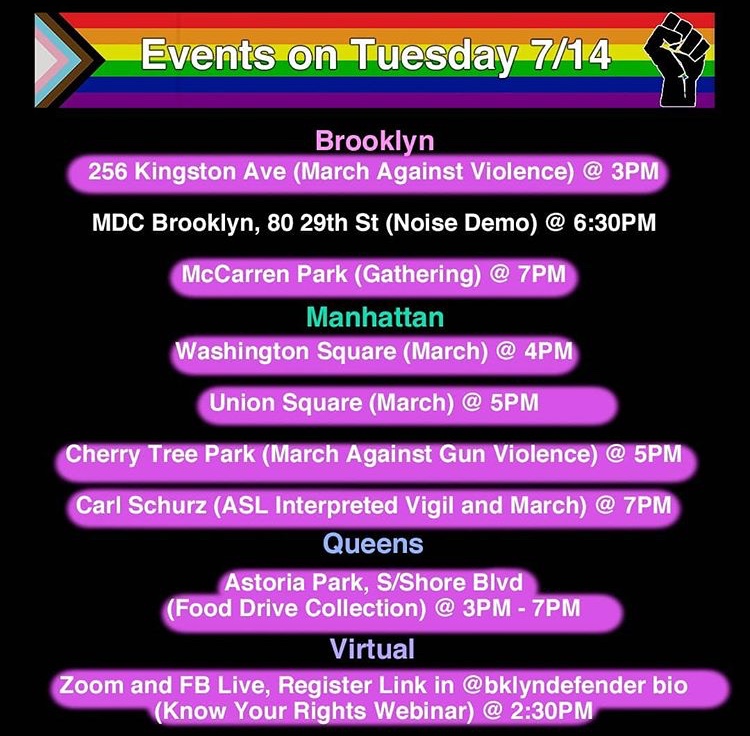 Events on Tuesday 7/14
Brooklyn
256 Kingston Ave (March Against Violence) @ 3PM
MDC Brooklyn, 80 29th St (Noise Demo) @ 6:30PM
McCarren Park (Gathering) @ 7PM
Manhattan
Washington Square (March) @ 4PM
Union Square (March) @ 5PM
Cherry Tree Park (March Against Gun Violence) @ 5PM
Carl Schurz (ASL Interpreted Vigil and March) @ 7PM
Queens
Astoria Park, S/Shore Blvd
(Food Drive Collection) @ 3PM - 7PM
Virtual
Zoom and FB Live, Register Link in @bklyndefender bio
(Know Your Rights Webinar) @ 2:30PM